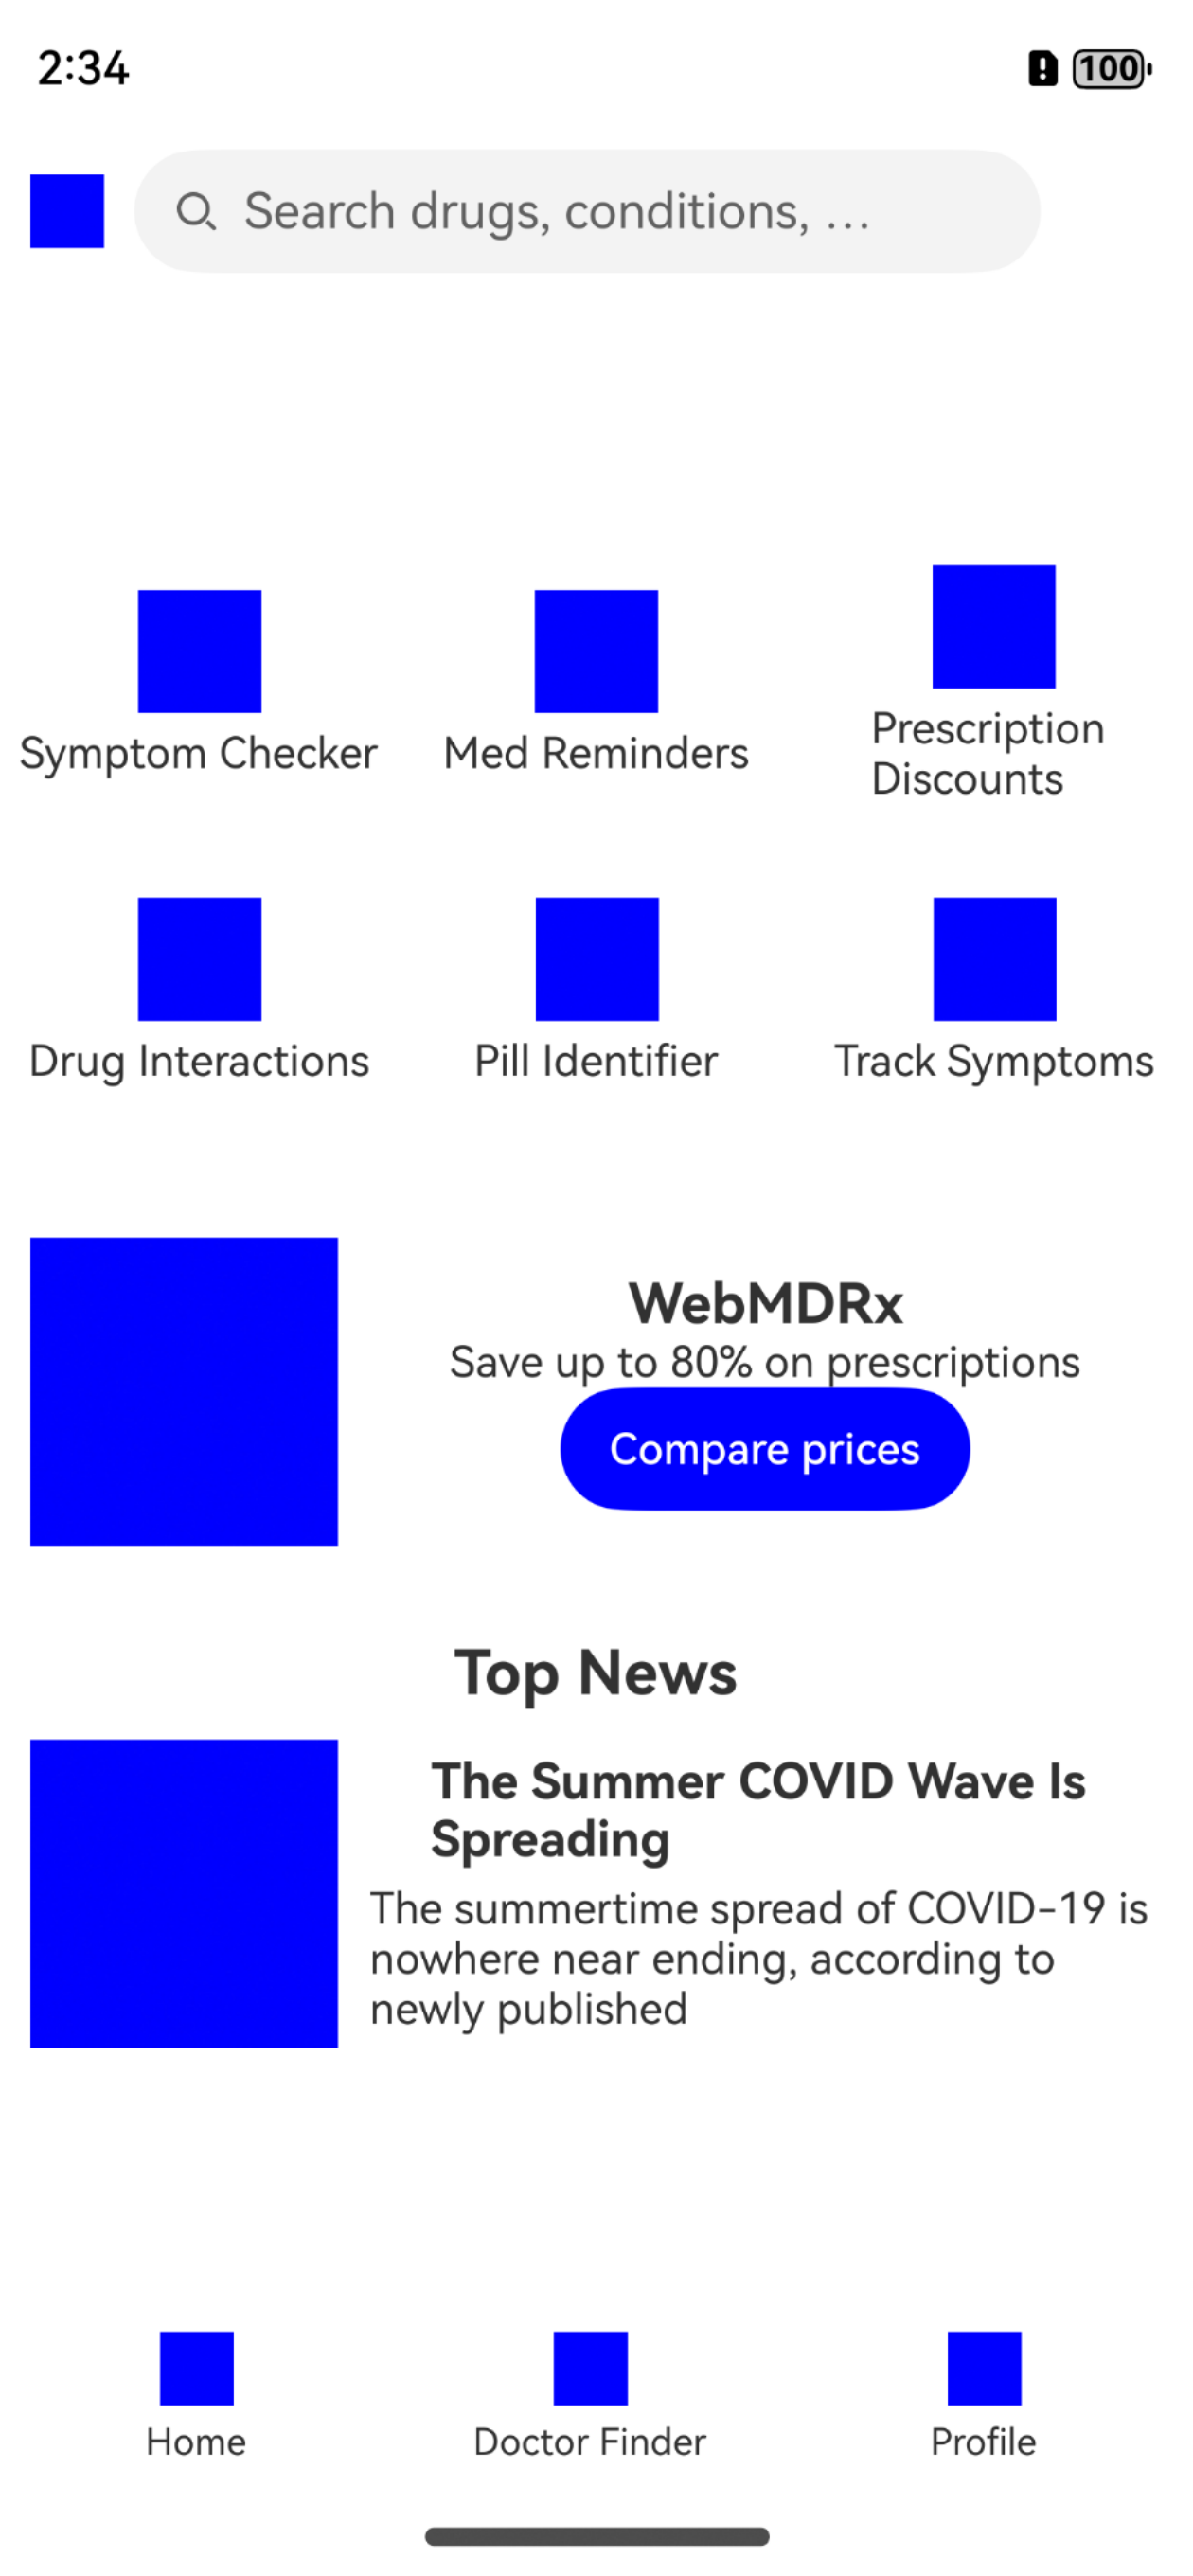 2:34
100
Search drugs, conditions, ...
Symptom Checker
Med Reminders
Prescription
Discounts
Drug Interactions
Pill Identifier
Track Symptoms
WebMDRx
Save up to 80% on prescriptions
Compare prices
Top News
The Summer COVID Wave Is
Spreading
The summertime spread of COVID-19 is
nowhere near ending, according to
newly published
Home
Doctor Finder
Profile